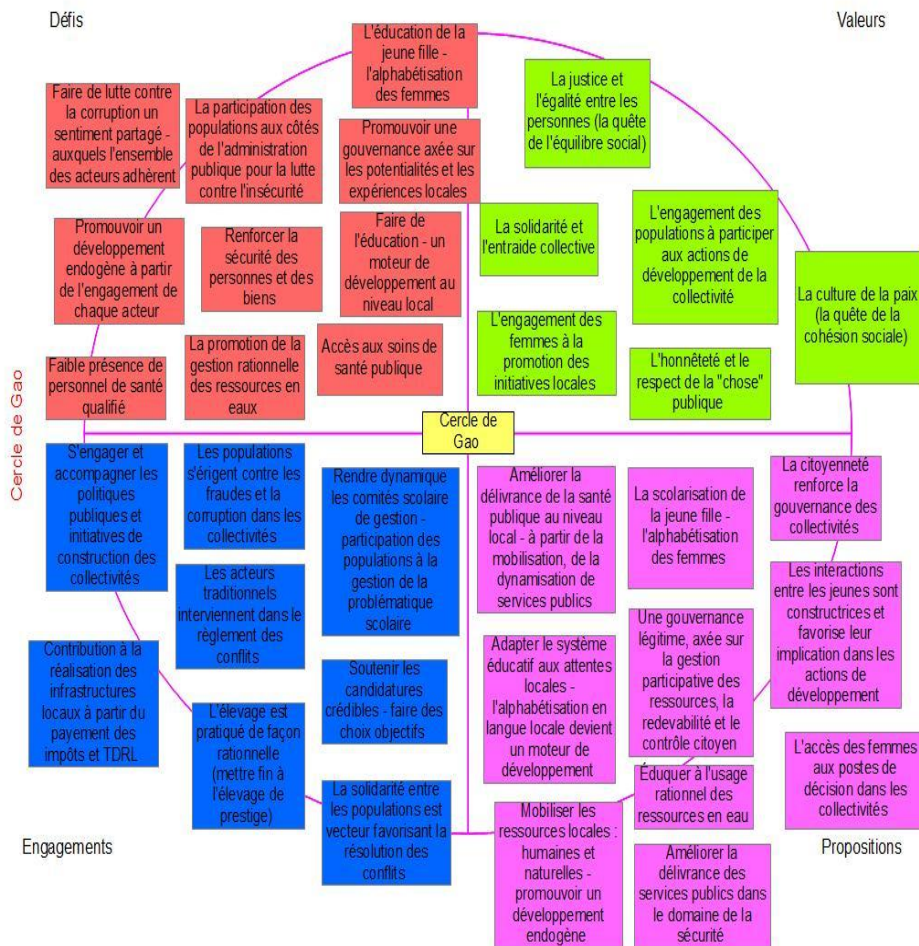 Défis
Valeurs
L'éducation de la
jeune fille -
l'alphabétisation
des femmes
Faire de lutte contre
la corruption un
sentiment partagé -
auxquels l'ensemble
des acteurs adhèrent
La participation des
populations aux côtés
de l'administration
publique pour la lutte
contre l'insécurité
Promouvoir une
gouvernance axée sur
les potentialités et les
expériences locales
Promouvoir un
développement
endogène à partir
de l'engagement de
chaque acteur
Renforcer la
sécurité des
personnes et des
biens
Faire de
l'éducation - un
moteur de
développement au
niveau local
Faible présence de
personnel de santé
qualifié
La promotion de la
gestion rationnelle
des ressources en
eaux
Accès aux soins de
santé publique
La justice et
l'égalité entre les
personnes (la quête
de l'équilibre social)
La solidarité et
l'entraide collective
L'engagement des
populations à participer
aux actions de
développement de la
collectivité
La culture de la paix
(la quête de la
cohésion sociale)
L'engagement des
femmes à la
promotion des
initiatives locales
L'honnêteté et le
respect de la "chose"
publique
Cercle de Gao
Cercle de
Gao
S'engager et
accompagner les
politiques
publiques et
initiatives de
construction des
collectivités
Les populations
s'érigent contre les
fraudes et la
corruption dans les
collectivités
Rendre dynamique
les comités scolaire
de gestion -
participation des
populations à la
gestion de la
problématique
scolaire
Les acteurs
traditionnels
interviennent dans le
règlement des
conflits
Contribution à la
réalisation des
infrastructures
locaux à partir du
payement des
impôts et TDRL
L'élevage est
pratiqué de façon
rationnelle
(mettre fin à
l'élevage de
prestige)
Soutenir les
candidatures
crédibles - faire des
choix objectifs
La solidarité entre
les populations est
vecteur favorisant la
résolution des
conflits
Améliorer la
délivrance de la santé
publique au niveau
local - à partir de la
mobilisation, de la
dynamisation de
services publics
La scolarisation de
la jeune fille -
l'alphabétisation
des femmes
La citoyenneté
renforce la
gouvernance des
collectivités
Les interactions
entre les jeunes sont
constructrices et
favorise leur
implication dans les
actions de
développement
Adapter le système
éducatif aux attentes
locales -
l'alphabétisation en
langue locale devient
un moteur de
développement
Une gouvernance
légitime, axée sur
la gestion
participative des
ressources, la
redevabilité et le
contrôle citoyen
L'accès des femmes
aux postes de
décision dans les
collectivités
Éduquer à l'usage
rationnel des
ressources en eau
Mobiliser les
ressources locales :
humaines et
naturelles -
promouvoir un
développement
endogène
Améliorer la
délivrance des
services publics dans
le domaine de la
sécurité
Engagements
Propositions